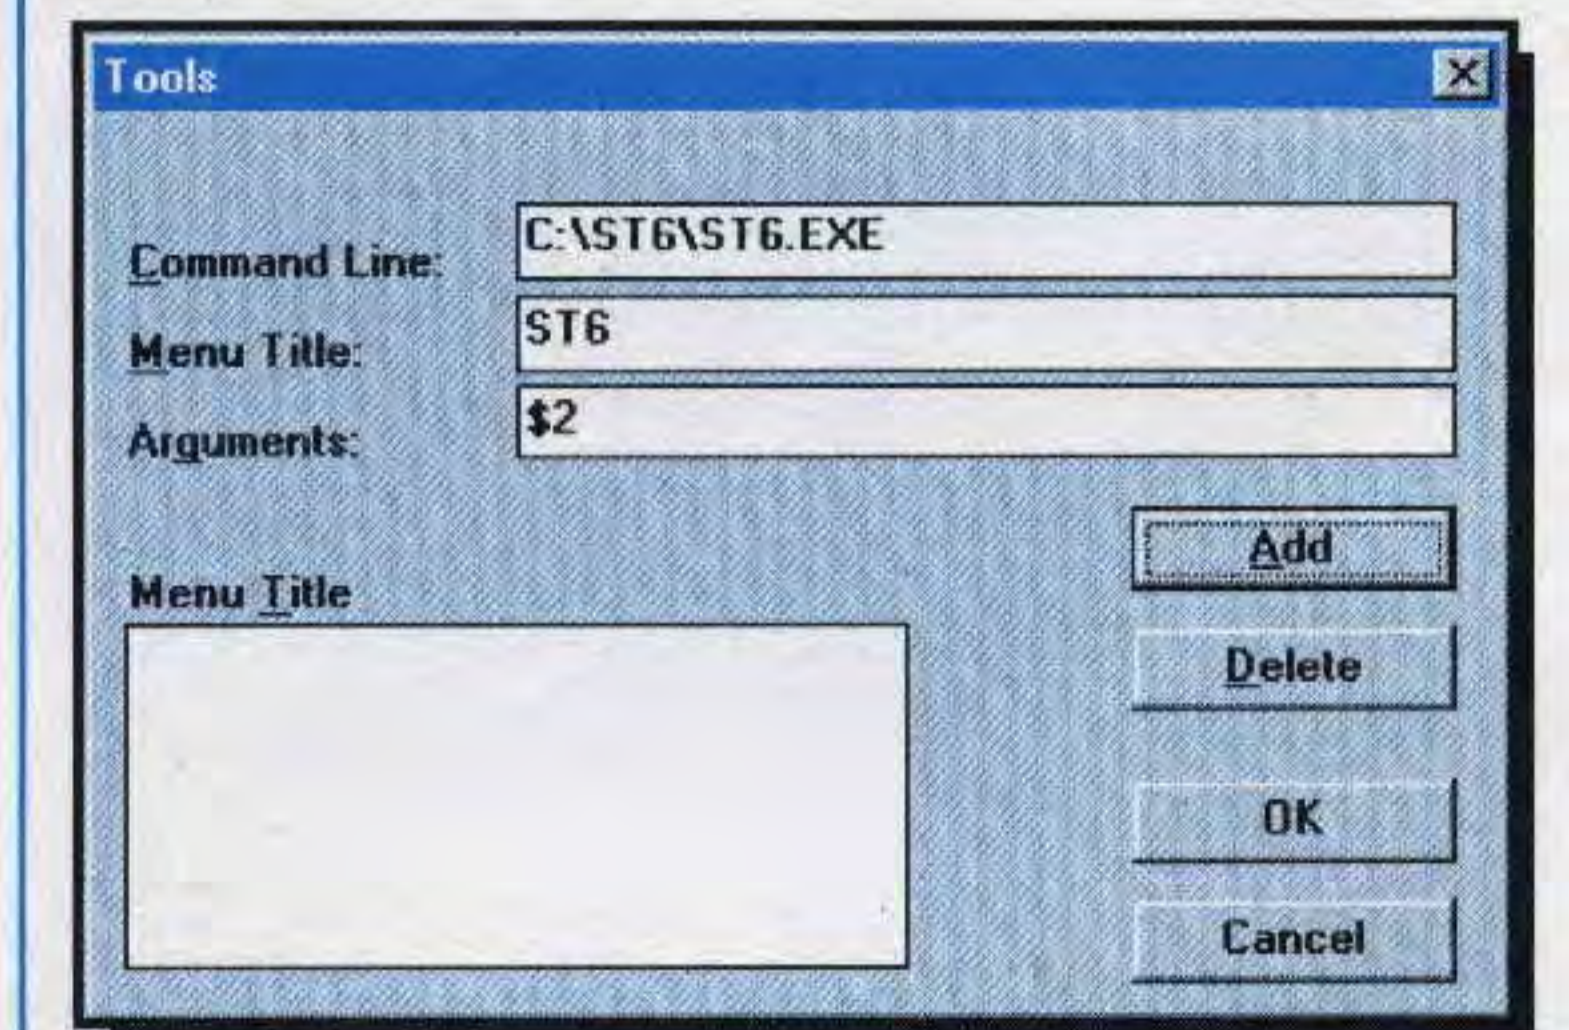 Tools
Command Line: C:\ST6\ST6.EXE
Menu Title: ST6
Arguments: $2
Add
Menu Title
Delete
OK
Cancel